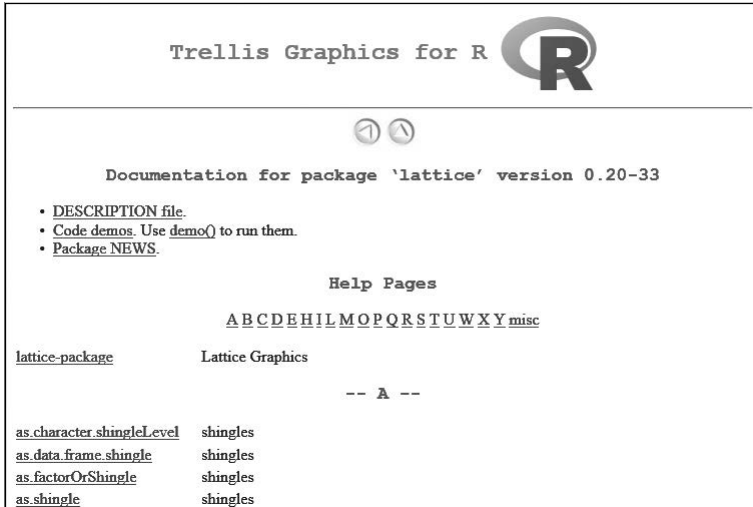 Trellis Graphics for R
R
Documentation for package ‘lattice’ version 0.20-33
• DESCRIPTION file.
• Code demos. Use demo() to run them.
• Package NEWS.
Help Pages
A B C D E H I L M O P Q R S T U W X Y misc
lattice-package Lattice Graphics
-- A --
as.character.shingleLevel shingles
as.data.frame.shingle shingles
as.factorOrShingle shingles
as.shingle shingles